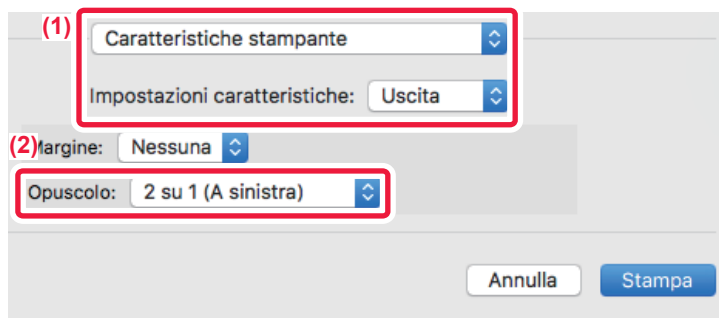 (1)
Caratteristiche stampante
Impostazioni caratteristiche: Uscita
(2)
Margine: Nessuna
Opuscolo: 2 su 1 (A sinistra)
Annulla Stampa